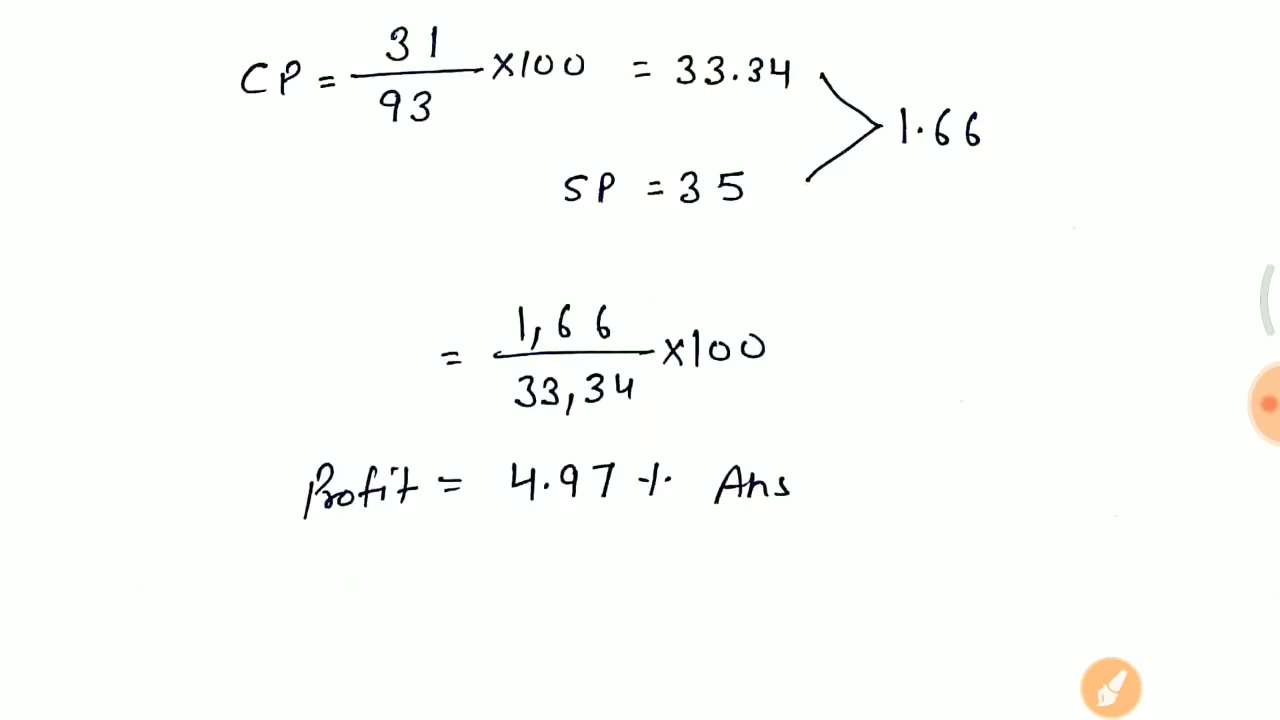 CP = 31/93 ×100 = 33.34
1.66
SP = 35
= 1,66/33,34 ×100
Profit = 4.97 % Ans